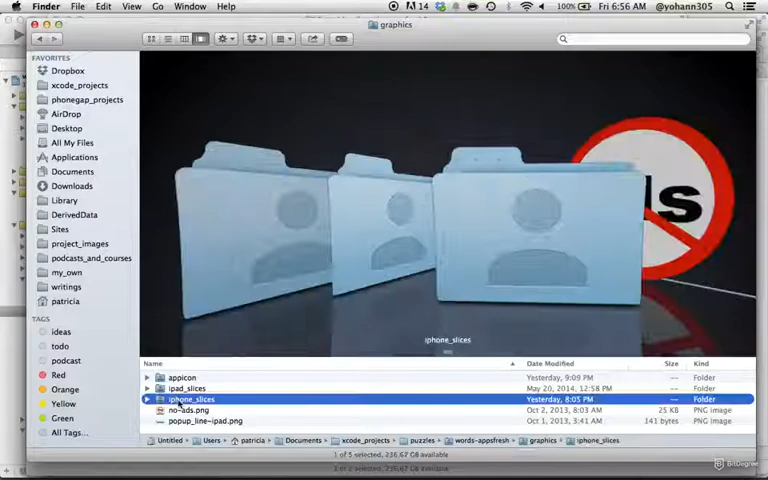 Finder File Edit View Go Window Help
14 100% Fri 6:56 AM @yohann305
graphics
FAVORITES
Dropbox
xcode_projects
phonegap_projects
AirDrop
Desktop
All My Files
Applications
Documents
Downloads
Library
DerivedData
Sites
project_images
podcasts_and_courses
my_own
writings
patricia
TAGS
ideas
todo
podcast
Red
Orange
Yellow
Green
All Tags...
iphone_slices
Name Date Modified Size Kind
appicon Yesterday, 9:09 PM -- Folder
ipad_slices May 20, 2014, 12:58 PM -- Folder
iphone_slices Yesterday, 8:03 PM -- Folder
no-ads.png Oct 2, 2013, 8:03 AM 25 KB PNG image
popup_line~ipad.png Oct 1, 2013, 3:41 AM 141 bytes PNG image
Untitled Users patricia Documents xcode_projects puzzles words-appsfresh graphics iphone_slices
1 of 5 selected, 236.67 GB available
BitDegree